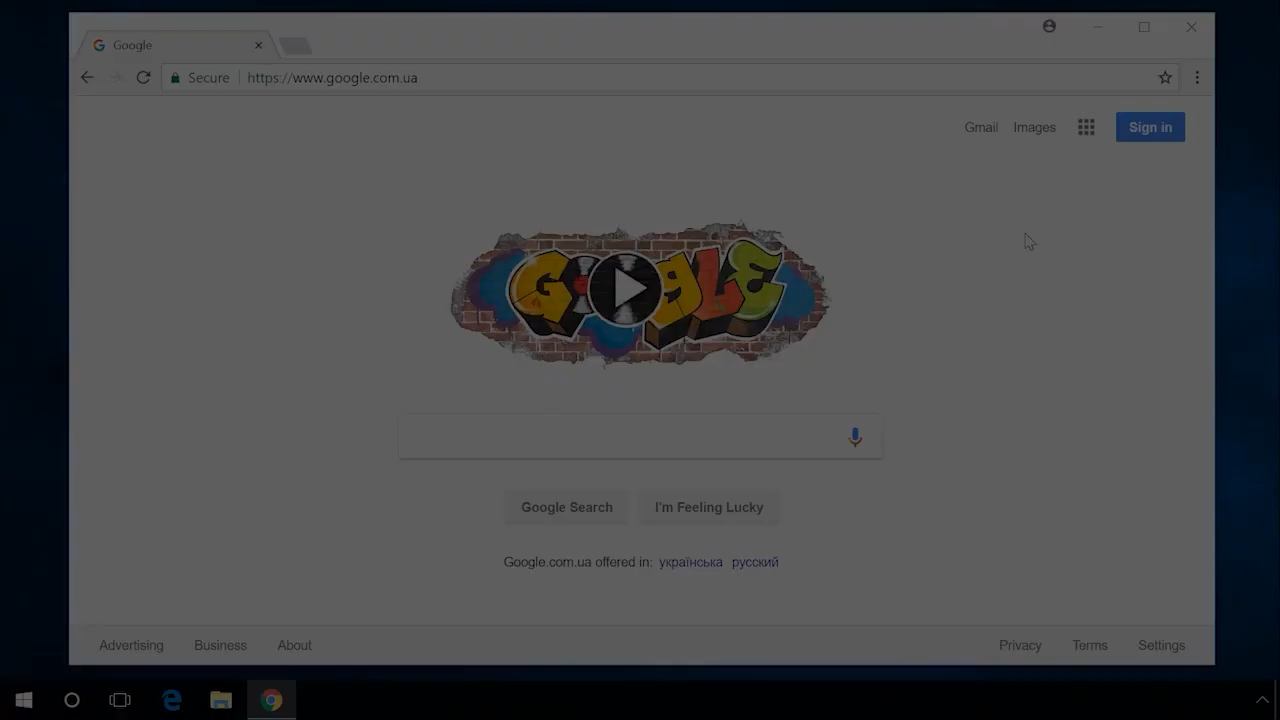 Google
Secure https://www.google.com.ua
Gmail Images Sign in
GOOGLE
Google Search I'm Feeling Lucky
Google.com.ua offered in: українська русский
Advertising Business About Privacy Terms Settings